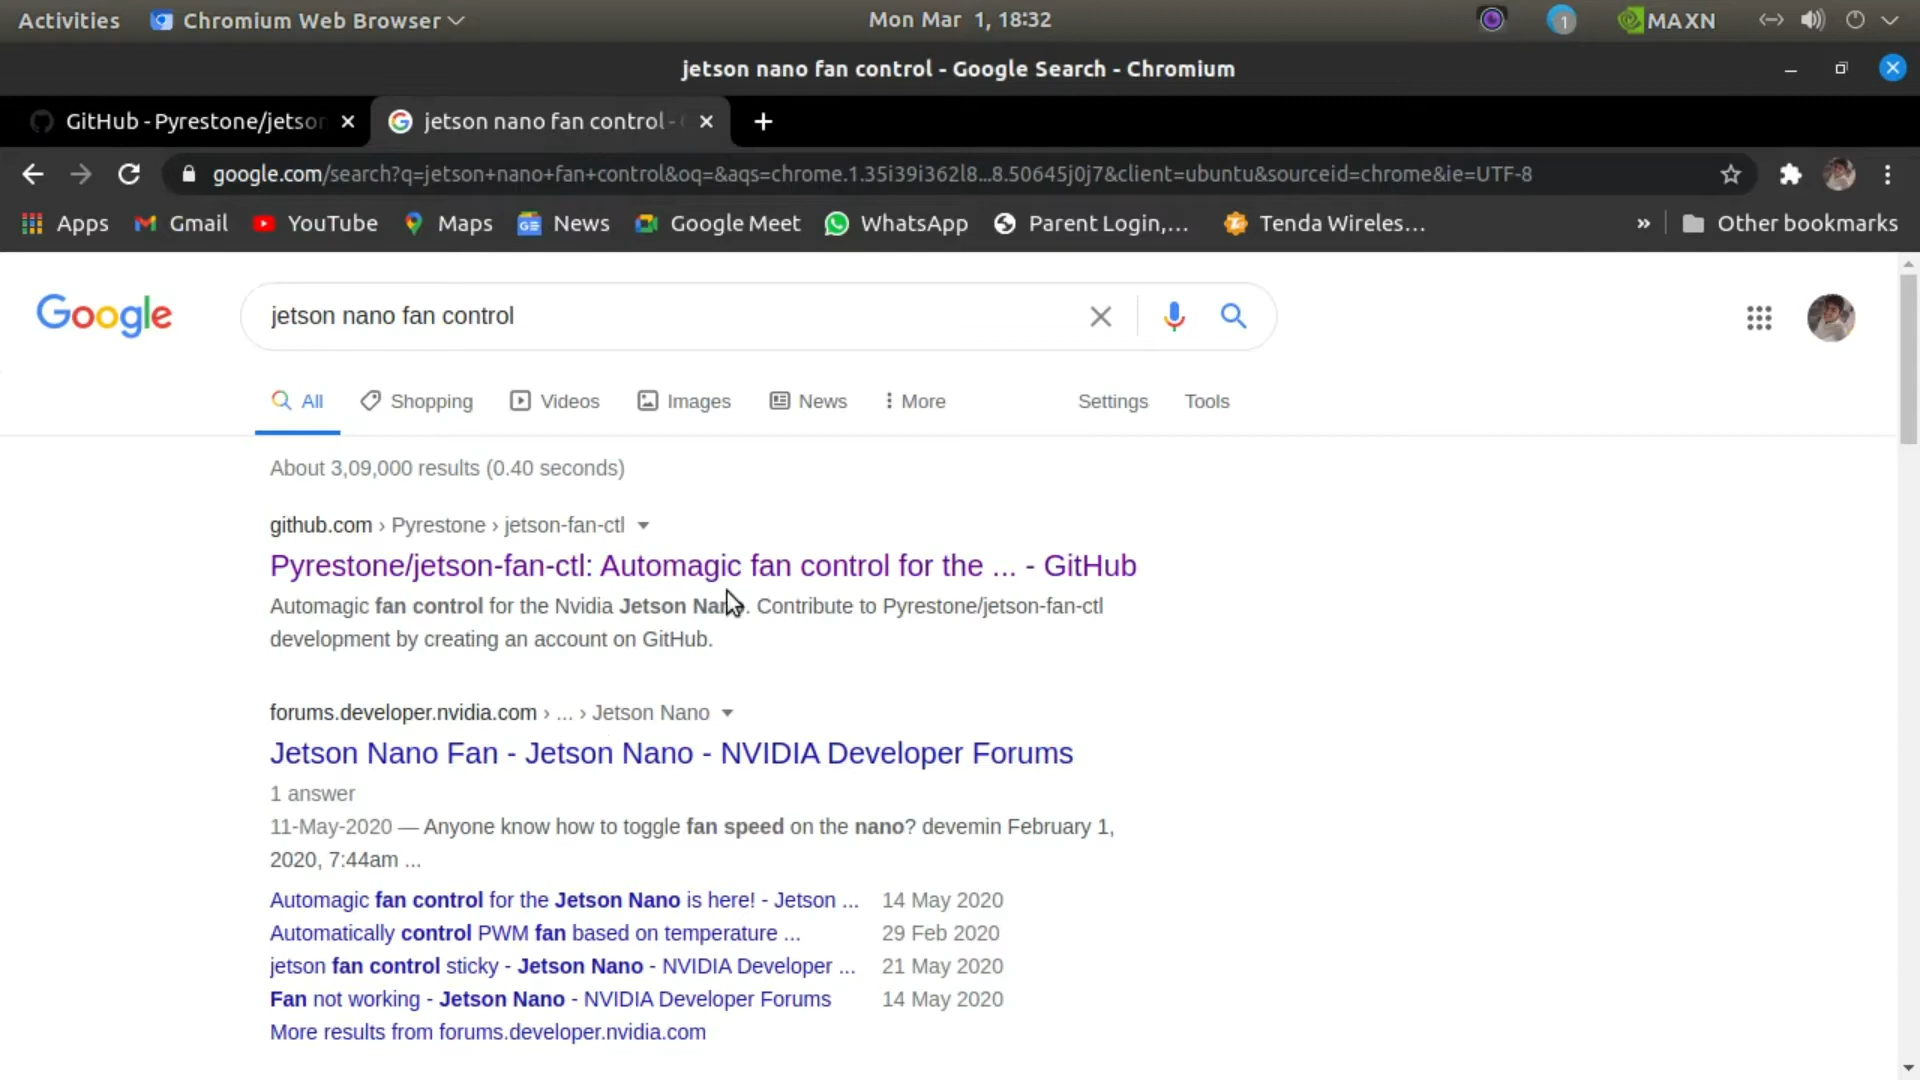 Activities Chromium Web Browser Mon Mar 1, 18:32 1 MAXN
jetson nano fan control - Google Search - Chromium
GitHub - Pyrestone/jetson jetson nano fan control -
google.com/search?q=jetson+nano+fan+control&oq=&aqs=chrome.1.35i39i362l8...8.50645j0j7&client=ubuntu&sourceid=chrome&ie=UTF-8
Apps Gmail YouTube Maps News Google Meet WhatsApp Parent Login,... Tenda Wireles... » Other bookmarks
Google jetson nano fan control
All Shopping Videos Images News More Settings Tools
About 3,09,000 results (0.40 seconds)
github.com › Pyrestone › jetson-fan-ctl
Pyrestone/jetson-fan-ctl: Automagic fan control for the ... - GitHub
Automagic fan control for the Nvidia Jetson Nano. Contribute to Pyrestone/jetson-fan-ctl
development by creating an account on GitHub.
forums.developer.nvidia.com › ... › Jetson Nano
Jetson Nano Fan - Jetson Nano - NVIDIA Developer Forums
1 answer
11-May-2020 — Anyone know how to toggle fan speed on the nano? devemin February 1,
2020, 7:44am ...
Automagic fan control for the Jetson Nano is here! - Jetson ... 14 May 2020
Automatically control PWM fan based on temperature ... 29 Feb 2020
jetson fan control sticky - Jetson Nano - NVIDIA Developer ... 21 May 2020
Fan not working - Jetson Nano - NVIDIA Developer Forums 14 May 2020
More results from forums.developer.nvidia.com